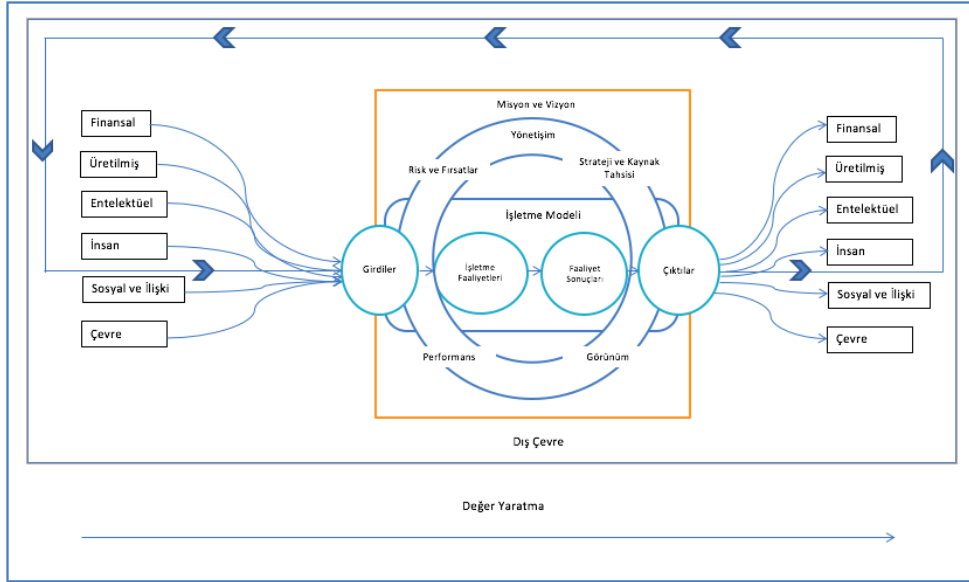 Finansal
Üretilmiş
Entelektüel
İnsan
Sosyal ve İlişki
Çevre
Misyon ve Vizyon
Yönetişim
Risk ve Fırsatlar
Strateji ve Kaynak
Tahsisi
İşletme Modeli
Girdiler
İşletme
Faaliyetleri
Faaliyet
Sonuçları
Çıktılar
Performans
Görünüm
Finansal
Üretilmiş
Entelektüel
İnsan
Sosyal ve İlişki
Çevre
Dış Çevre
Değer Yaratma